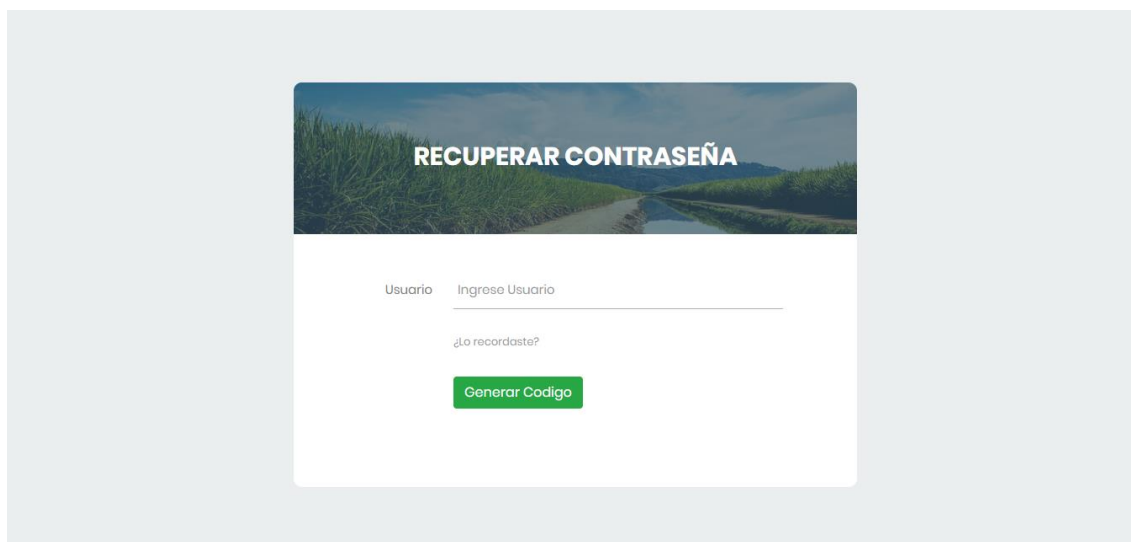 RECUPERAR CONTRASEÑA
Usuario Ingrese Usuario
¿Lo recordaste?
Generar Codigo